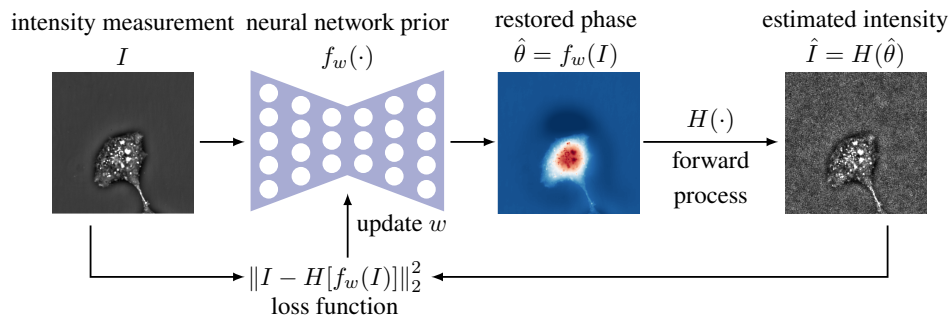 intensity measurement
I
neural network prior
f_w(·)
restored phase
θ̂ = f_w(I)
estimated intensity
Î = H(θ̂)
H(·)
forward
process
update w
‖I − H[f_w(I)]‖₂²
loss function